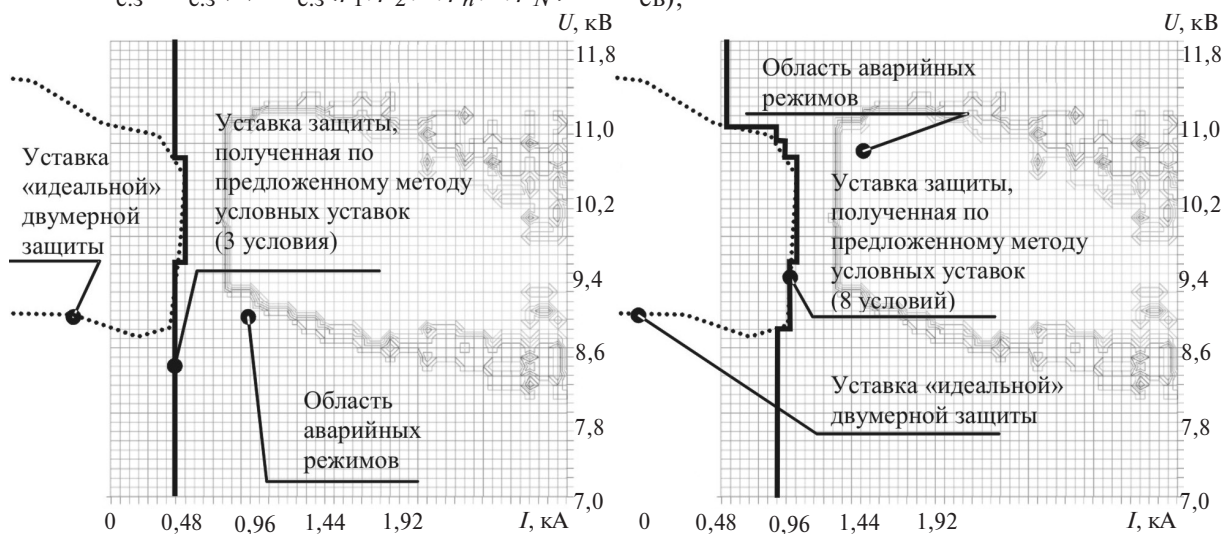 U, кВ
11,8
11,0
10,2
9,4
8,6
7,8
7,0
0
0,48
0,96
1,44
1,92
I, кА
Уставка
«идеальной»
двумерной
защиты
Уставка защиты,
полученная по
предложенному методу
условных уставок
(3 условия)
Область
аварийных
режимов
U, кВ
11,8
11,0
10,2
9,4
8,6
7,8
7,0
0
0,48
0,96
1,44
1,92
I, кА
Область аварийных
режимов
Уставка защиты,
полученная по
предложенному методу
условных уставок
(8 условий)
Уставка «идеальной»
двумерной защиты